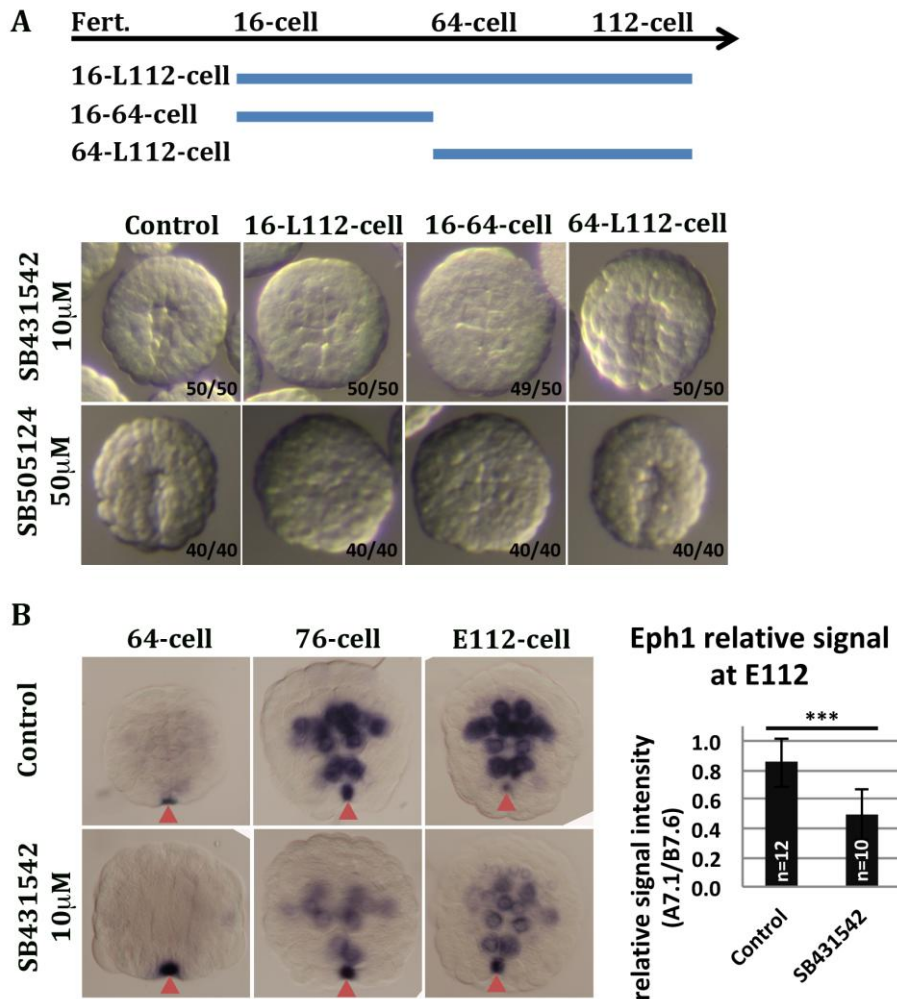 A
Fert. 16-cell 64-cell 112-cell
16-L112-cell
16-64-cell
64-L112-cell
Control 16-L112-cell 16-64-cell 64-L112-cell
SB431542
10µM
50/50 50/50 49/50 50/50
SB505124
50µM
40/40 40/40 40/40 40/40
B
64-cell 76-cell E112-cell
Control
SB431542
10µM
Eph1 relative signal
at E112
***
relative signal intensity
(A7.1/B7.6)
1.0
0.8
0.6
0.4
0.2
0.0
n=12 n=10
Control SB431542